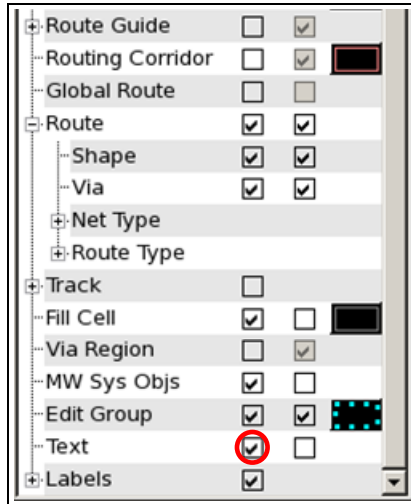 Route Guide
Routing Corridor
Global Route
Route
Shape
Via
Net Type
Route Type
Track
Fill Cell
Via Region
MW Sys Objs
Edit Group
Text
Labels